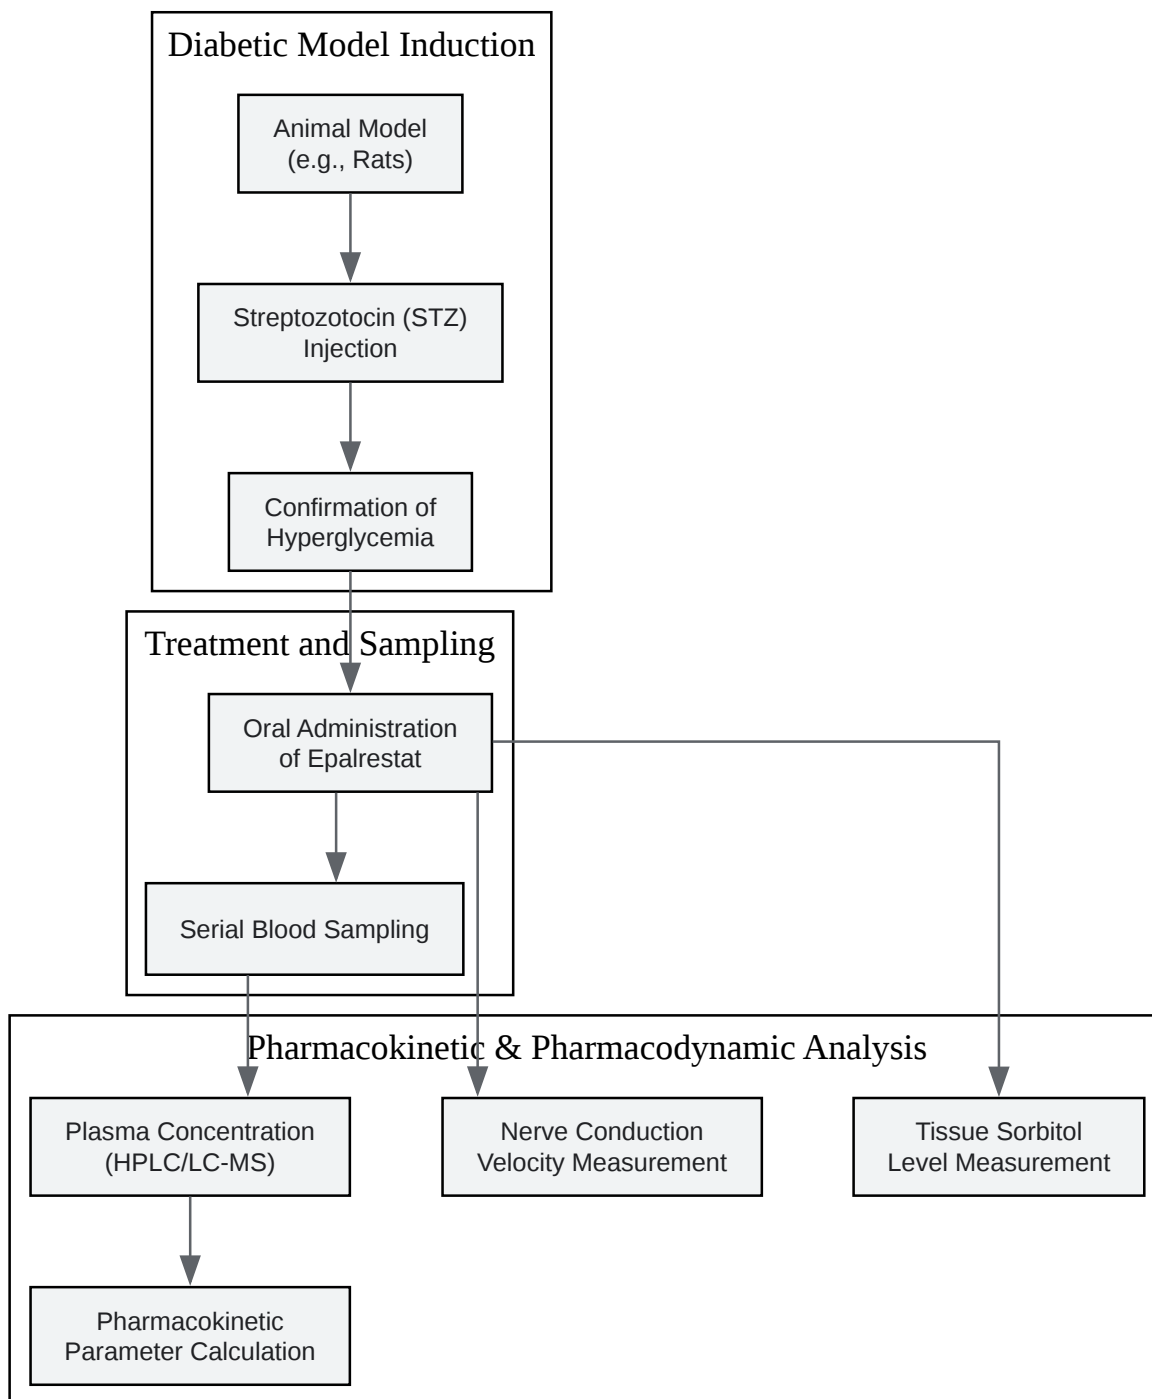 Diabetic Model Induction
Animal Model
(e.g., Rats)
Streptozotocin (STZ)
Injection
Confirmation of
Hyperglycemia
Treatment and Sampling
Oral Administration
of Epalrestat
Serial Blood Sampling
Pharmacokinetic & Pharmacodynamic Analysis
Plasma Concentration
(HPLC/LC-MS)
Nerve Conduction
Velocity Measurement
Tissue Sorbitol
Level Measurement
Pharmacokinetic
Parameter Calculation